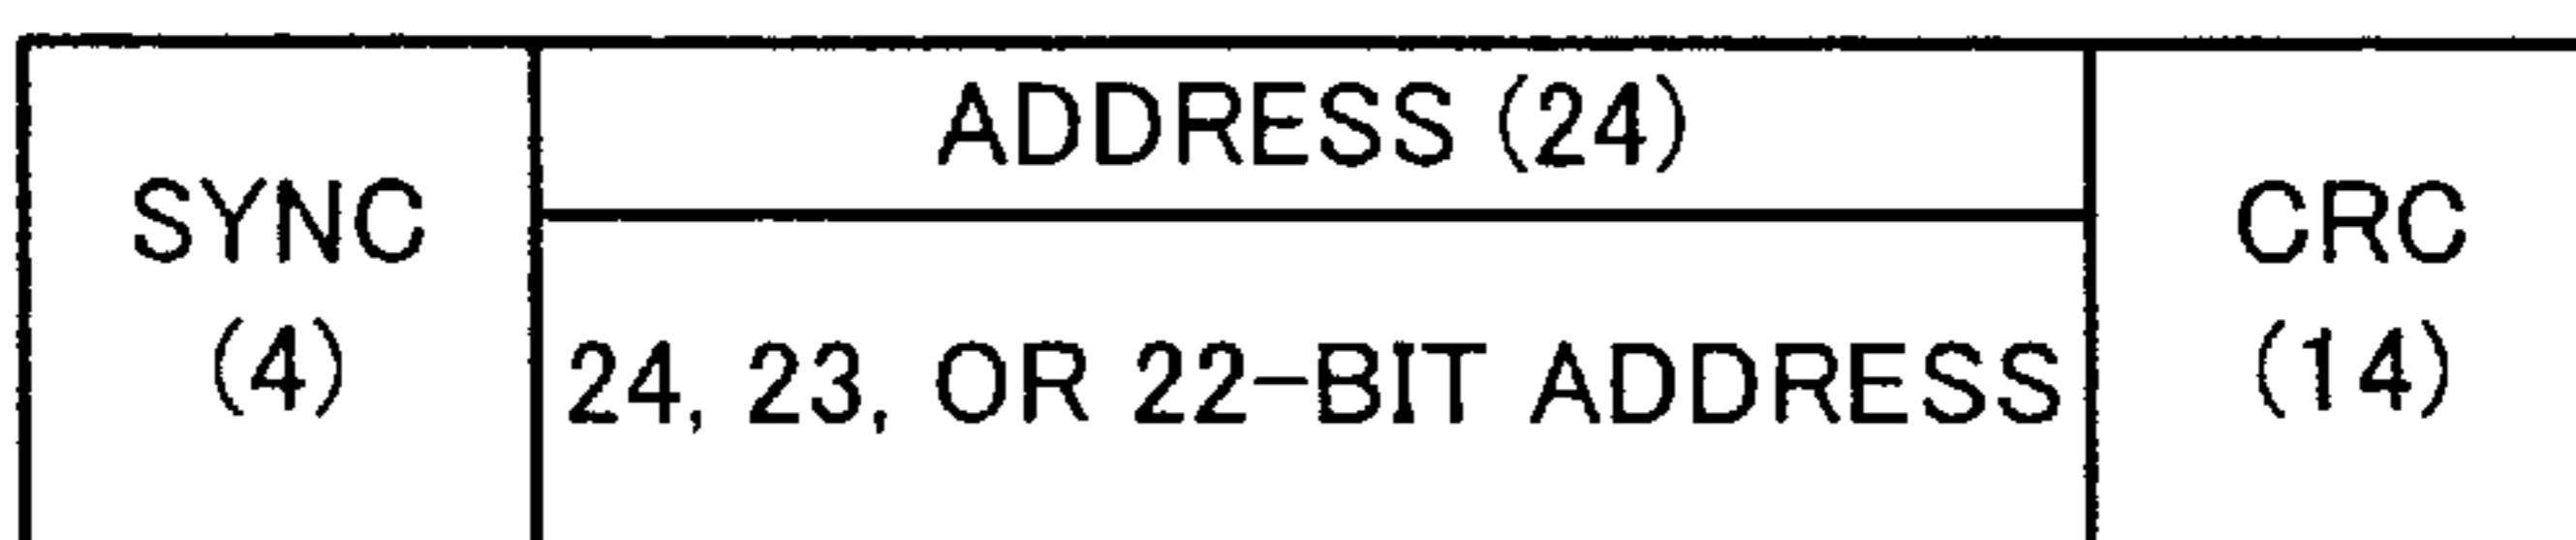 SYNC
(4)
ADDRESS (24)
24, 23, OR 22-BIT ADDRESS
CRC
(14)